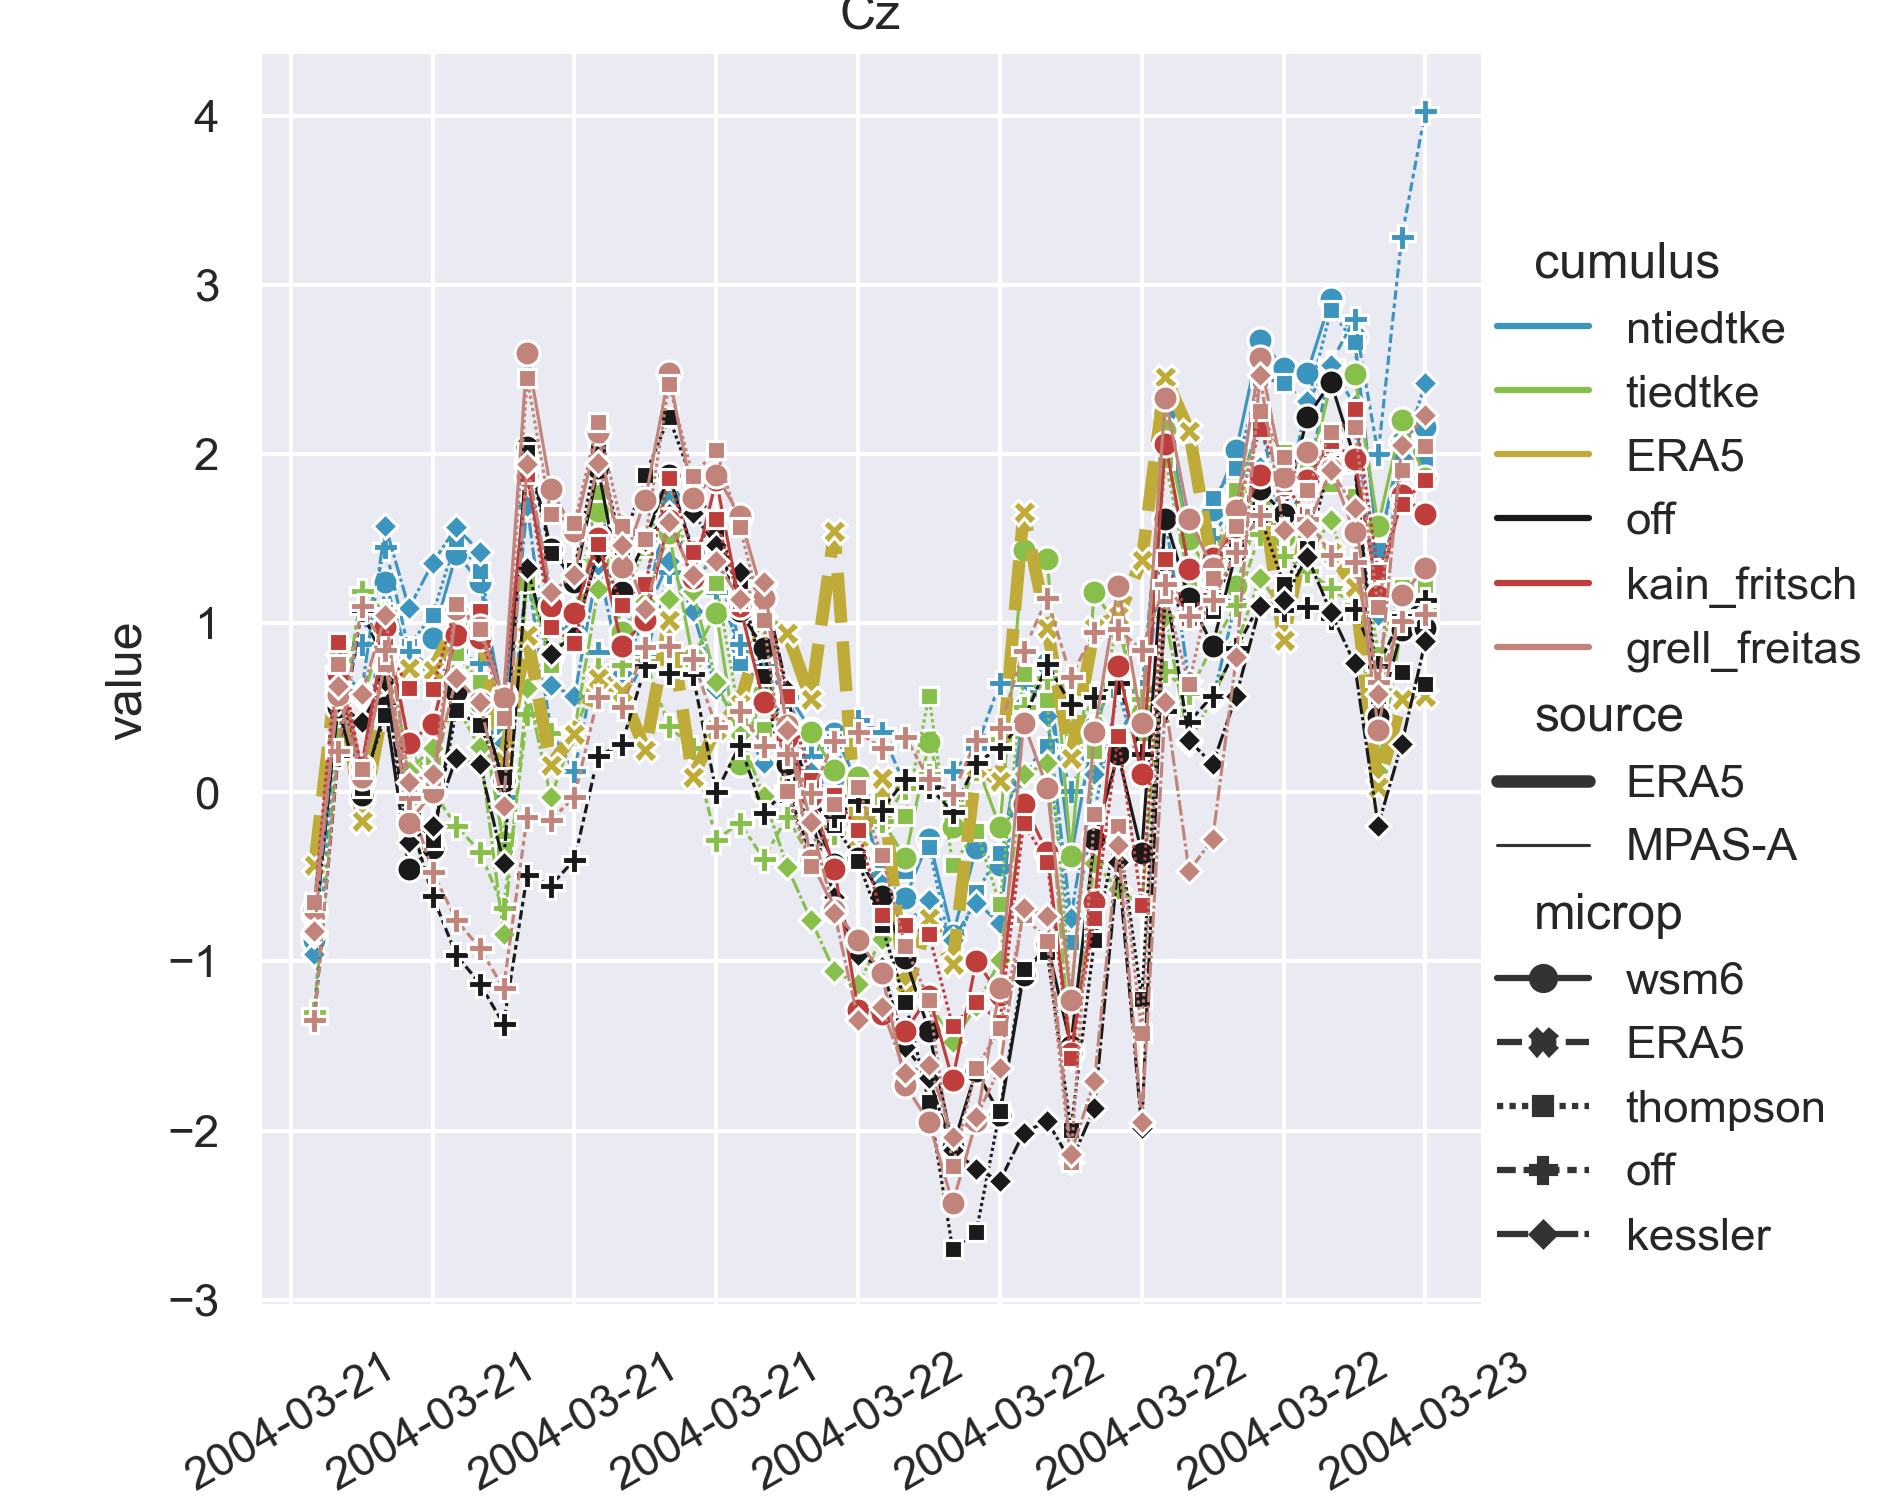 Cz
4
3
2
1
0
−1
−2
−3
value
2004-03-21
2004-03-21
2004-03-21
2004-03-21
2004-03-22
2004-03-22
2004-03-22
2004-03-22
2004-03-23
cumulus
ntiedtke
tiedtke
ERA5
off
kain_fritsch
grell_freitas
source
ERA5
MPAS-A
microp
wsm6
ERA5
thompson
off
kessler